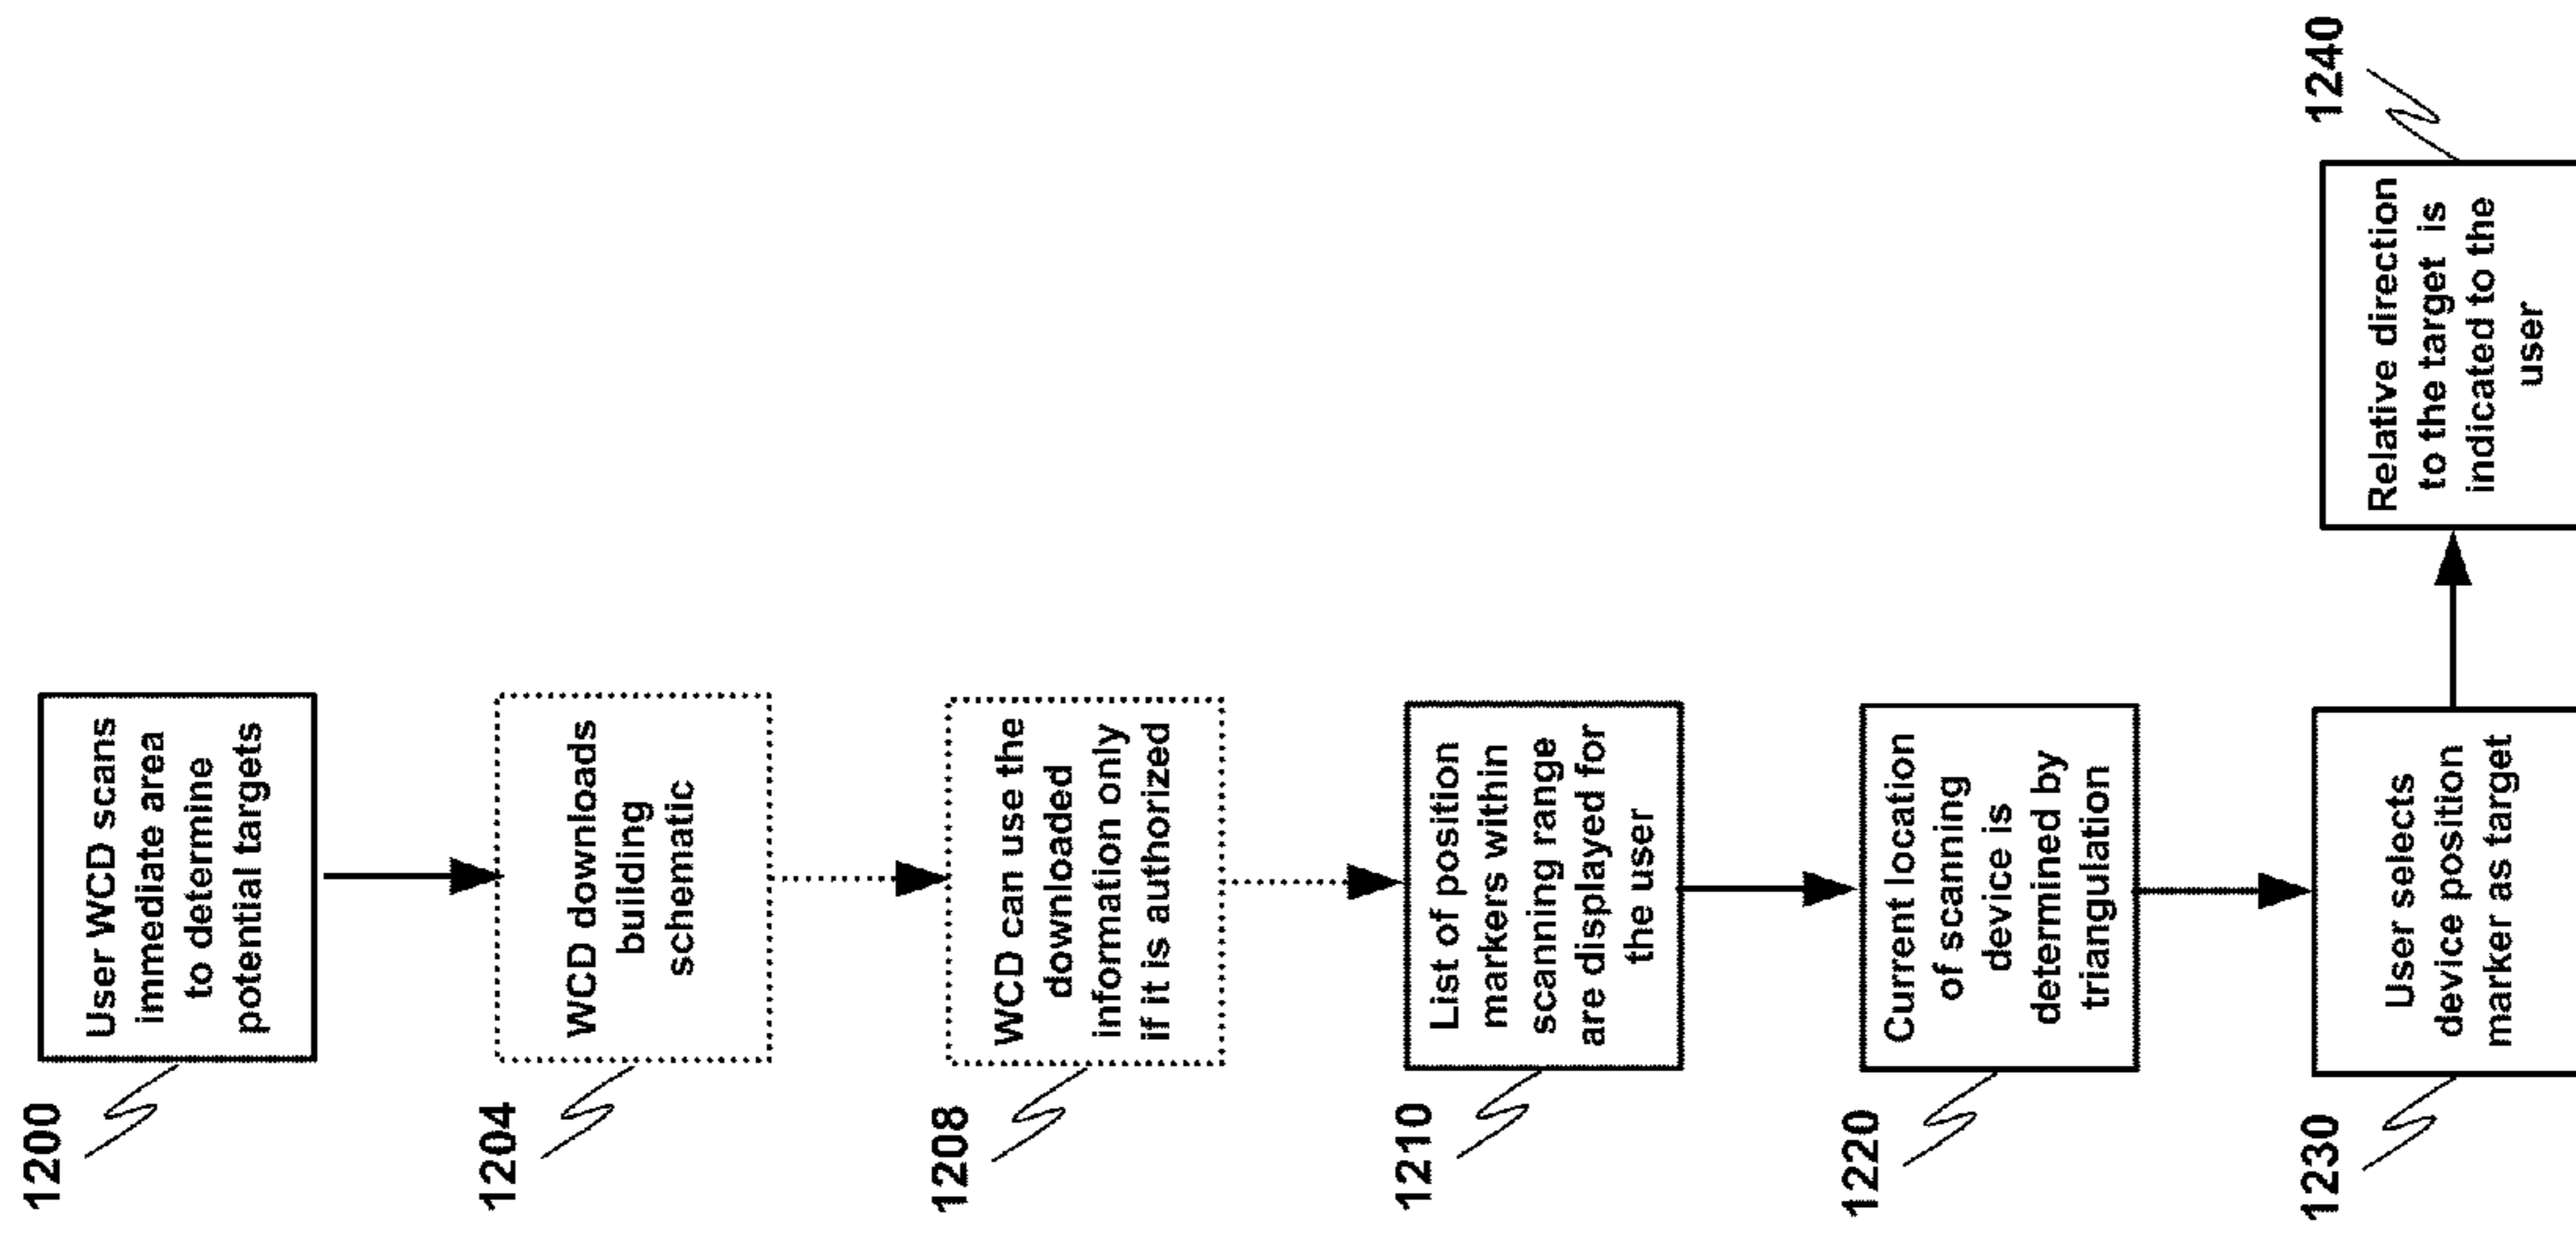 1200
User WCD scans
immediate area
to determine
potential targets
1204
WCD downloads
building
schematic
1208
WCD can use the
downloaded
information only
if it is authorized
1210
List of position
markers within
scanning range
are displayed for
the user
1220
Current location
of scanning
device is
determined by
triangulation
1230
User selects
device position
marker as target
1240
Relative direction
to the target is
indicated to the
user